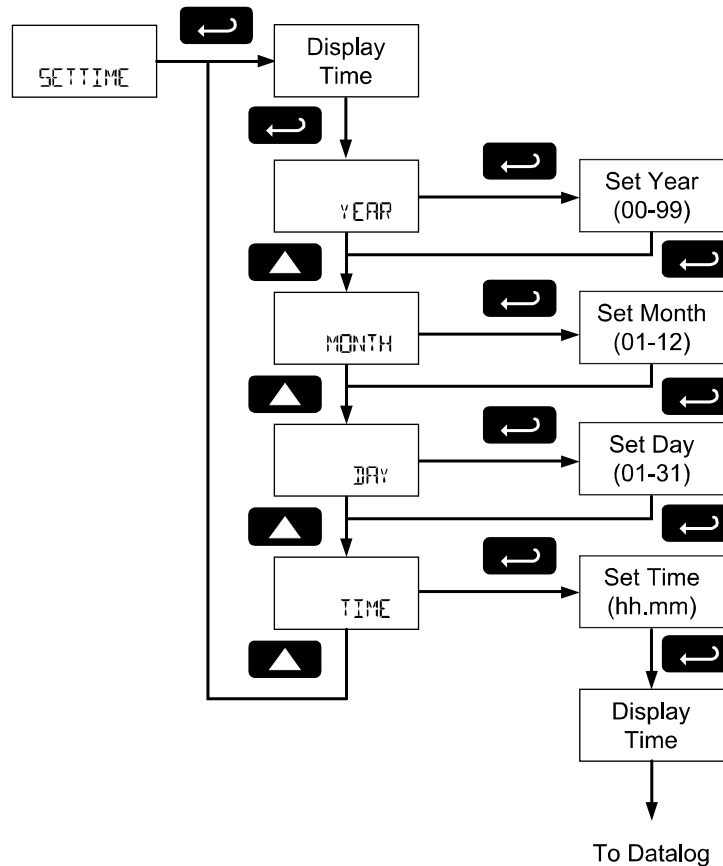 SETTIME
Display
Time
YEAR
Set Year
(00-99)
MONTH
Set Month
(01-12)
DAY
Set Day
(01-31)
TIME
Set Time
(hh.mm)
Display
Time
To Datalog